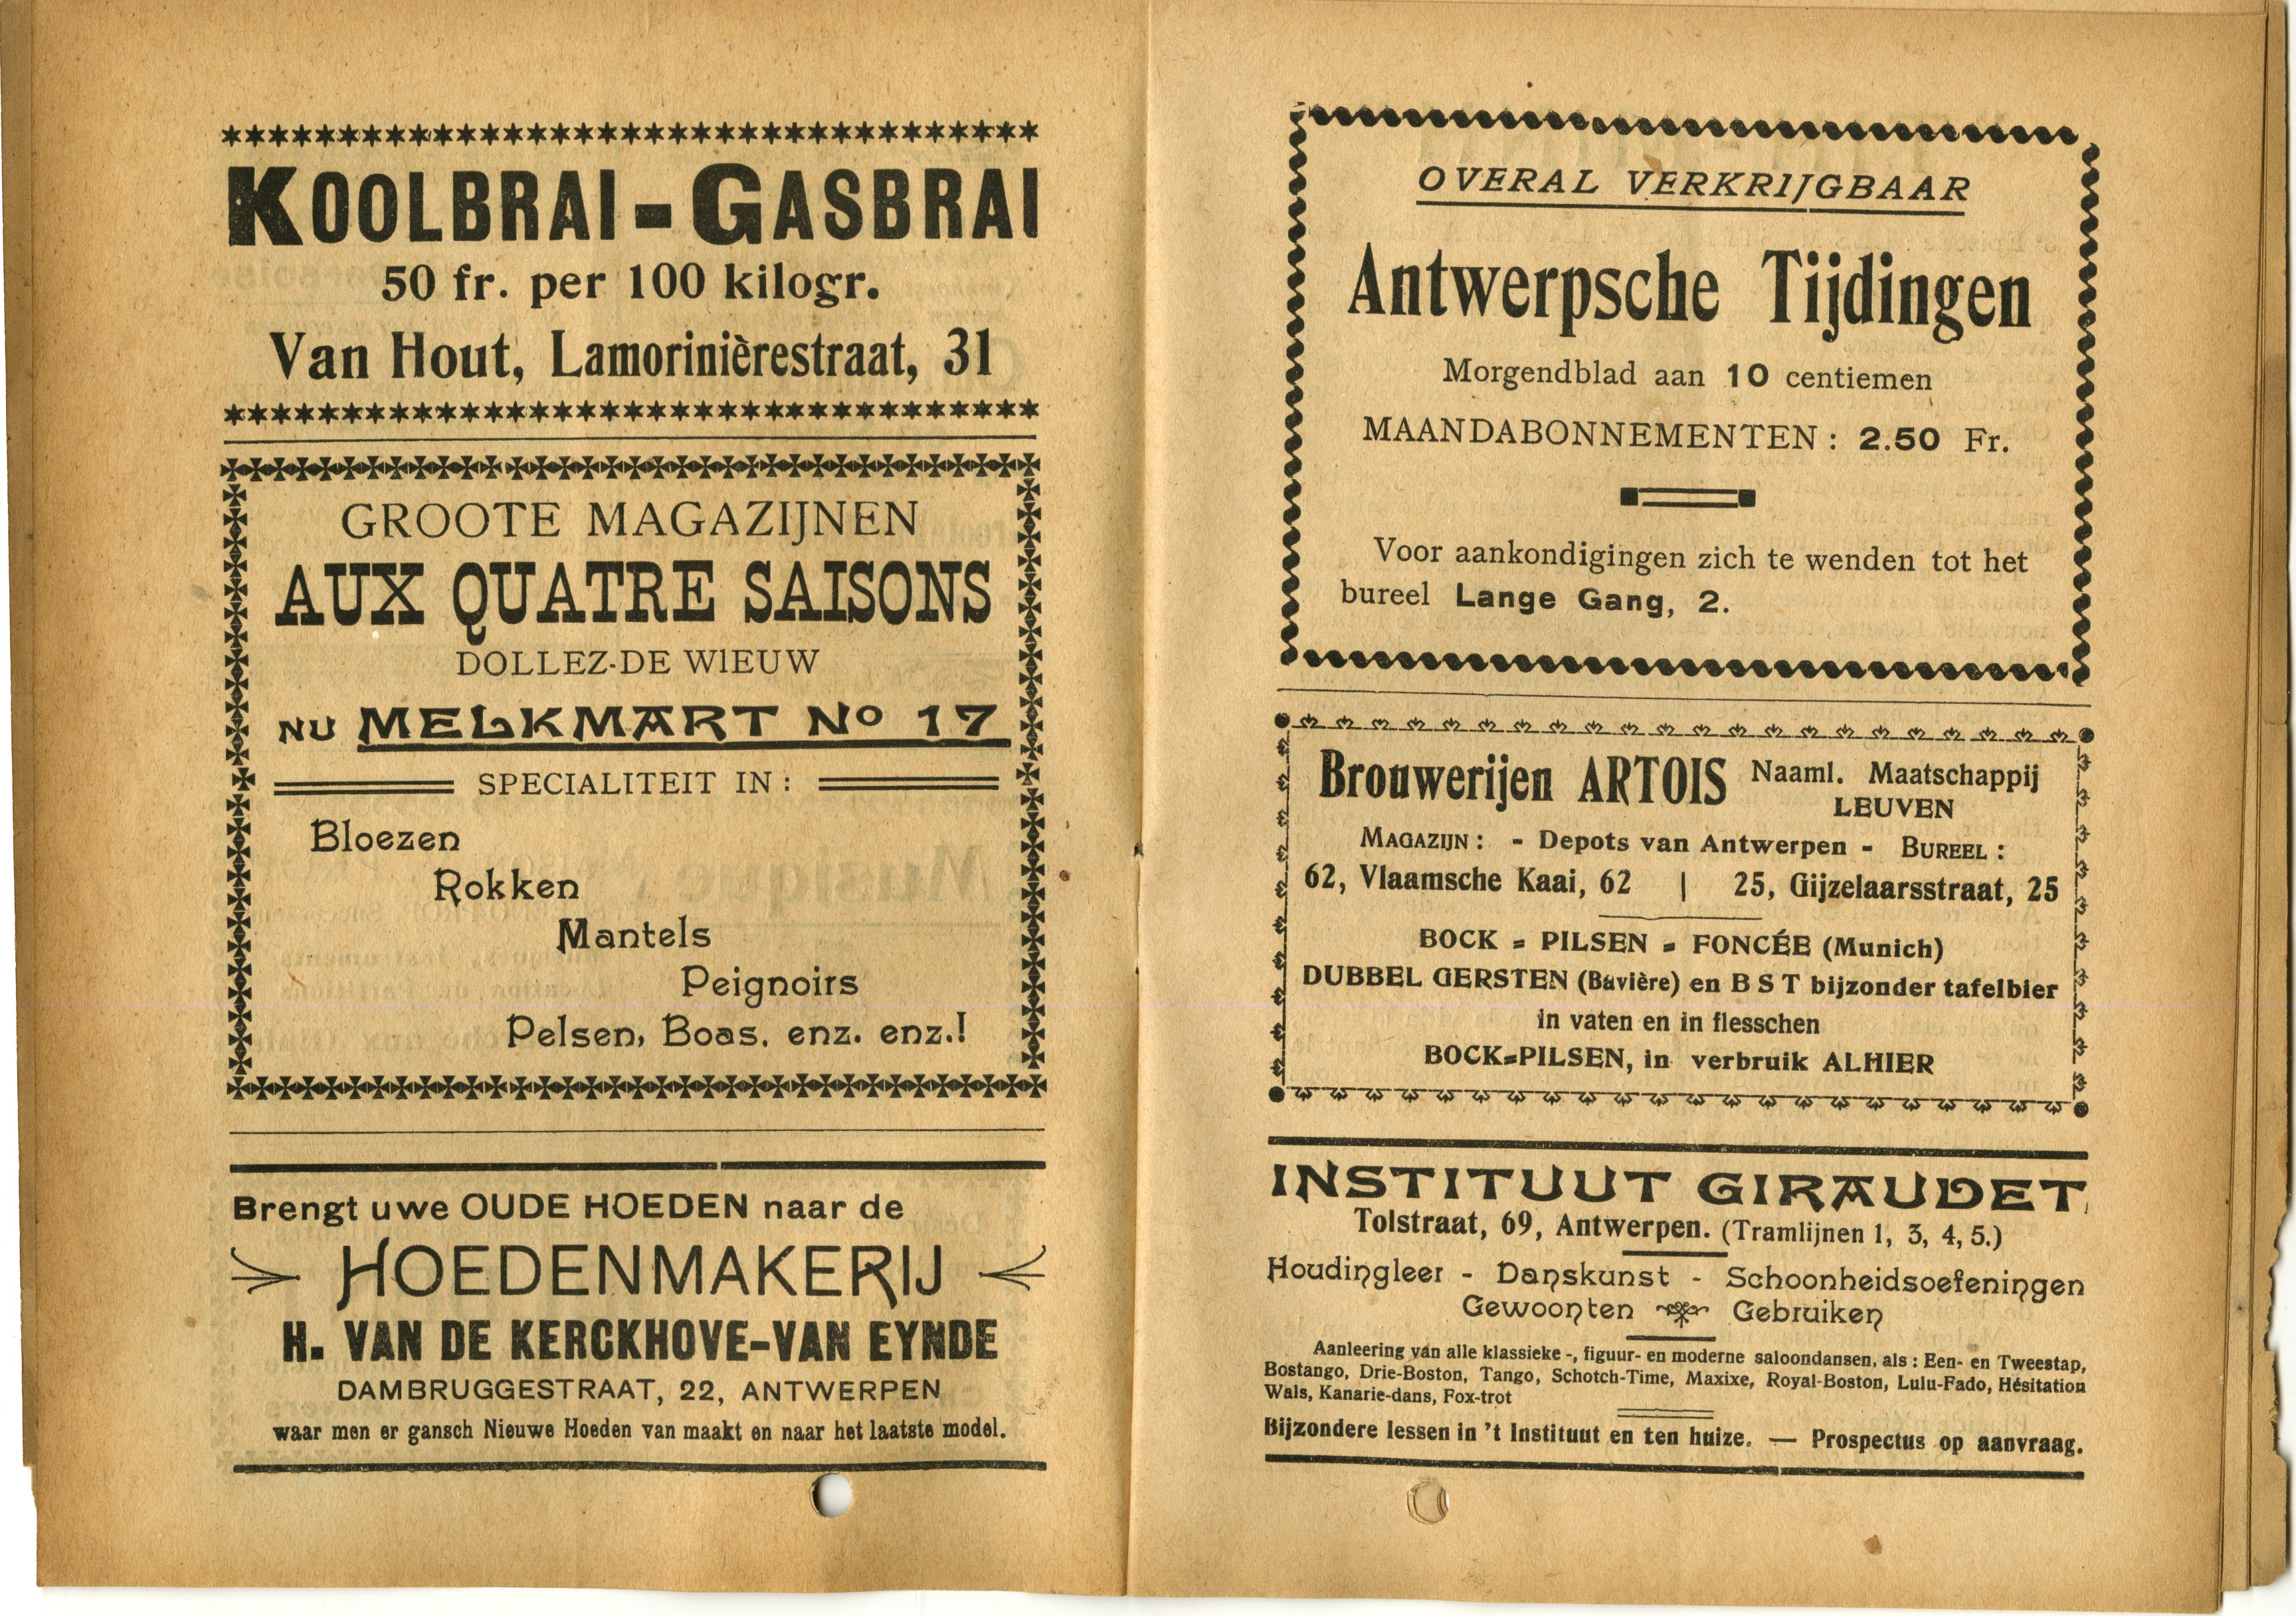 KOOLBRAI - GASBRAI
50 fr. per 100 kilogr.
Van Hout, Lamorinièrestraat, 31
GROOTE MAGAZIJNEN
AUX QUATRE SAISONS
DOLLEZ-DE WIEUW
NU MELKMART No 17
SPECIALITEIT IN :
Bloezen
Rokken
Mantels
Peignoirs
Pelsen, Boas, enz. enz.!
Brengt uwe OUDE HOEDEN naar de
HOEDENMAKERIJ
H. VAN DE KERCKHOVE-VAN EYNDE
DAMBRUGGESTRAAT, 22, ANTWERPEN
waar men er gansch Nieuwe Hoeden van maakt en naar het laatste model.
OVERAL VERKRIJGBAAR
Antwerpsche Tijdingen
Morgendblad aan 10 centiemen
MAANDABONNEMENTEN : 2.50 Fr.
Voor aankondigingen zich te wenden tot het
bureel Lange Gang, 2.
Brouwerijen ARTOIS Naaml. Maatschappij
LEUVEN
MAGAZIJN : - Depots van Antwerpen - BUREEL :
62, Vlaamsche Kaai, 62 | 25, Gijzelaarsstraat, 25
BOCK = PILSEN = FONCÉE (Munich)
DUBBEL GERSTEN (Bavière) en B S T bijzonder tafelbier
in vaten en in flesschen
BOCK=PILSEN, in verbruik ALHIER
INSTITUUT GIRAUDET
Tolstraat, 69, Antwerpen. (Tramlijnen 1, 3, 4, 5.)
Houdingleer - Danskunst - Schoonheidsoefeningen
Gewoonten Gebruiken
Aanleering van alle klassieke -, figuur- en moderne saloondansen, als : Een- en Tweestap,
Bostango, Drie-Boston, Tango, Schotch-Time, Maxixe, Royal-Boston, Lulu-Fado, Hésitation
Wals, Kanarie-dans, Fox-trot
Bijzondere lessen in 't Instituut en ten huize. — Prospectus op aanvraag.